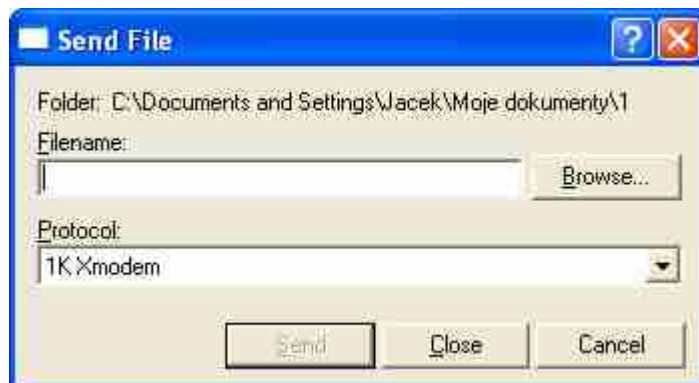 Send File
Folder: C:\Documents and Settings\Jacek\Moje dokumenty\1
Filename:
Browse...
Protocol:
1K Xmodem
Send Close Cancel